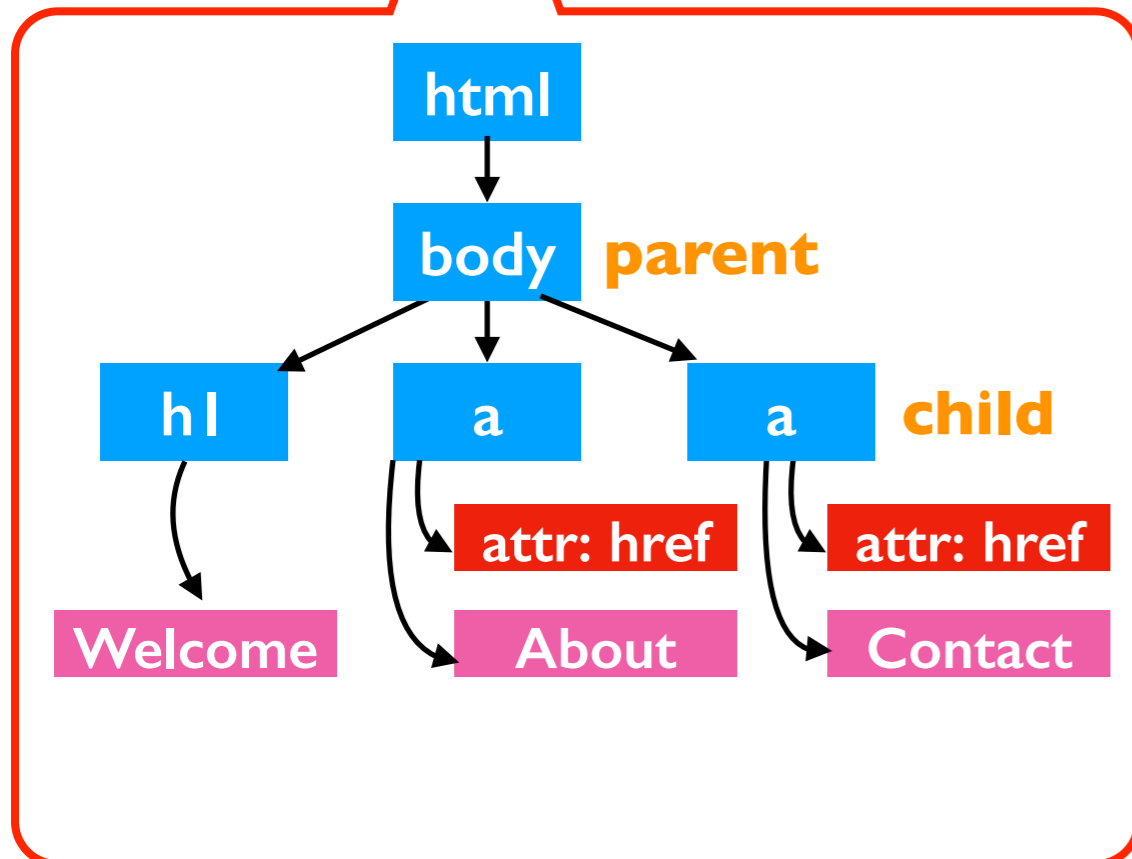 html
body parent
h1 a a child
attr: href attr: href
Welcome About Contact